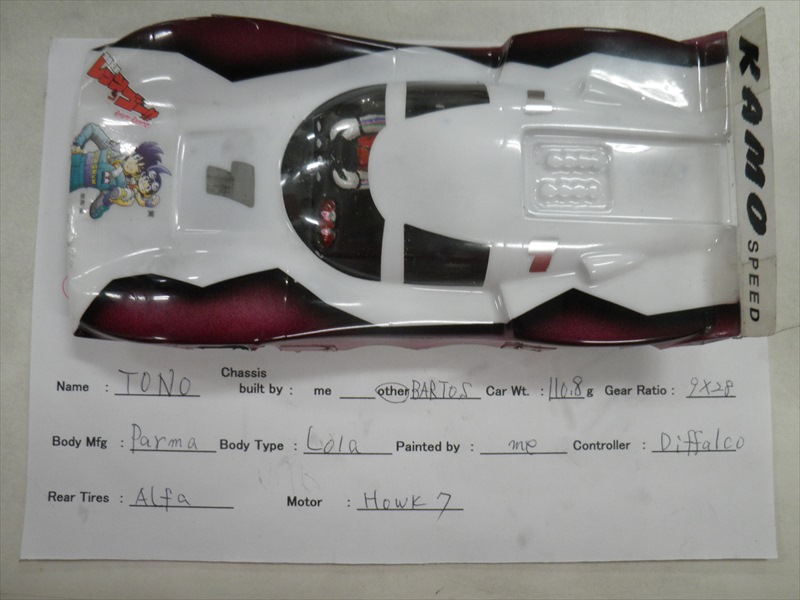 KAMO SPEED
Name : TONO Chassis built by : me other BARTOS Car Wt. : 110.8 g Gear Ratio : 9X28
Body Mfg : Parma Body Type : Lola Painted by : me Controller : Diffalco
Rear Tires : Alfa Motor : Howk 7